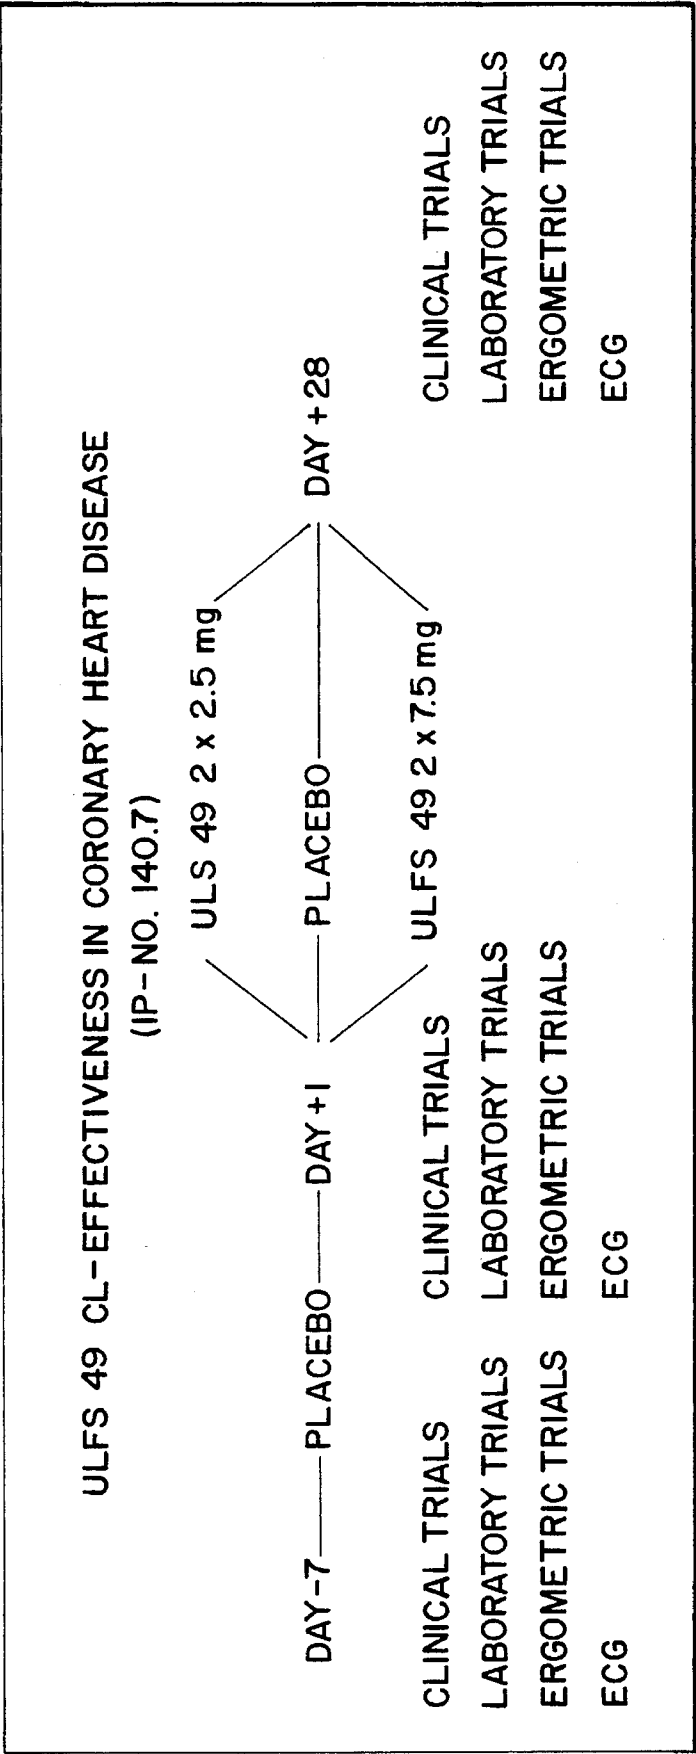 ULFS 49 CL-EFFECTIVENESS IN CORONARY HEART DISEASE
(IP-NO. 140.7)
ULS 49 2 x 2.5 mg
DAY-7 PLACEBO DAY+1 PLACEBO DAY+28
ULFS 49 2 x 7.5 mg
CLINICAL TRIALS CLINICAL TRIALS CLINICAL TRIALS
LABORATORY TRIALS LABORATORY TRIALS LABORATORY TRIALS
ERGOMETRIC TRIALS ERGOMETRIC TRIALS ERGOMETRIC TRIALS
ECG ECG ECG